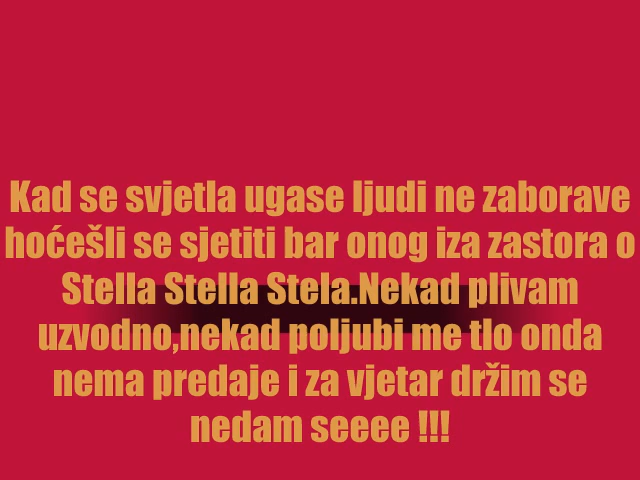 Kad se svjetla ugase ljudi ne zaborave
hoćešli se sjetiti bar onog iza zastora o
Stella Stella Stela.Nekad plivam
uzvodno,nekad poljubi me tlo onda
nema predaje i za vjetar držim se
nedam seeee !!!